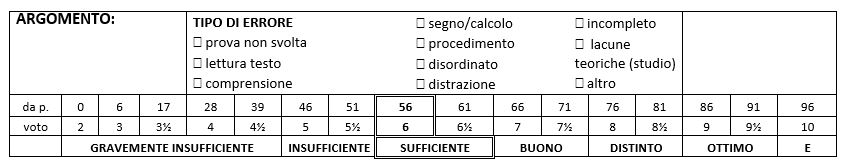 ARGOMENTO:
TIPO DI ERRORE
☐ prova non svolta
☐ lettura testo
☐ comprensione
☐ segno/calcolo
☐ procedimento
☐ disordinato
☐ distrazione
☐ incompleto
☐ lacune
teoriche (studio)
☐ altro
da p. 0 6 17 28 39 46 51 56 61 66 71 76 81 86 91 96
voto 2 3 3½ 4 4½ 5 5½ 6 6½ 7 7½ 8 8½ 9 9½ 10
GRAVEMENTE INSUFFICIENTE INSUFFICIENTE SUFFICIENTE BUONO DISTINTO OTTIMO E